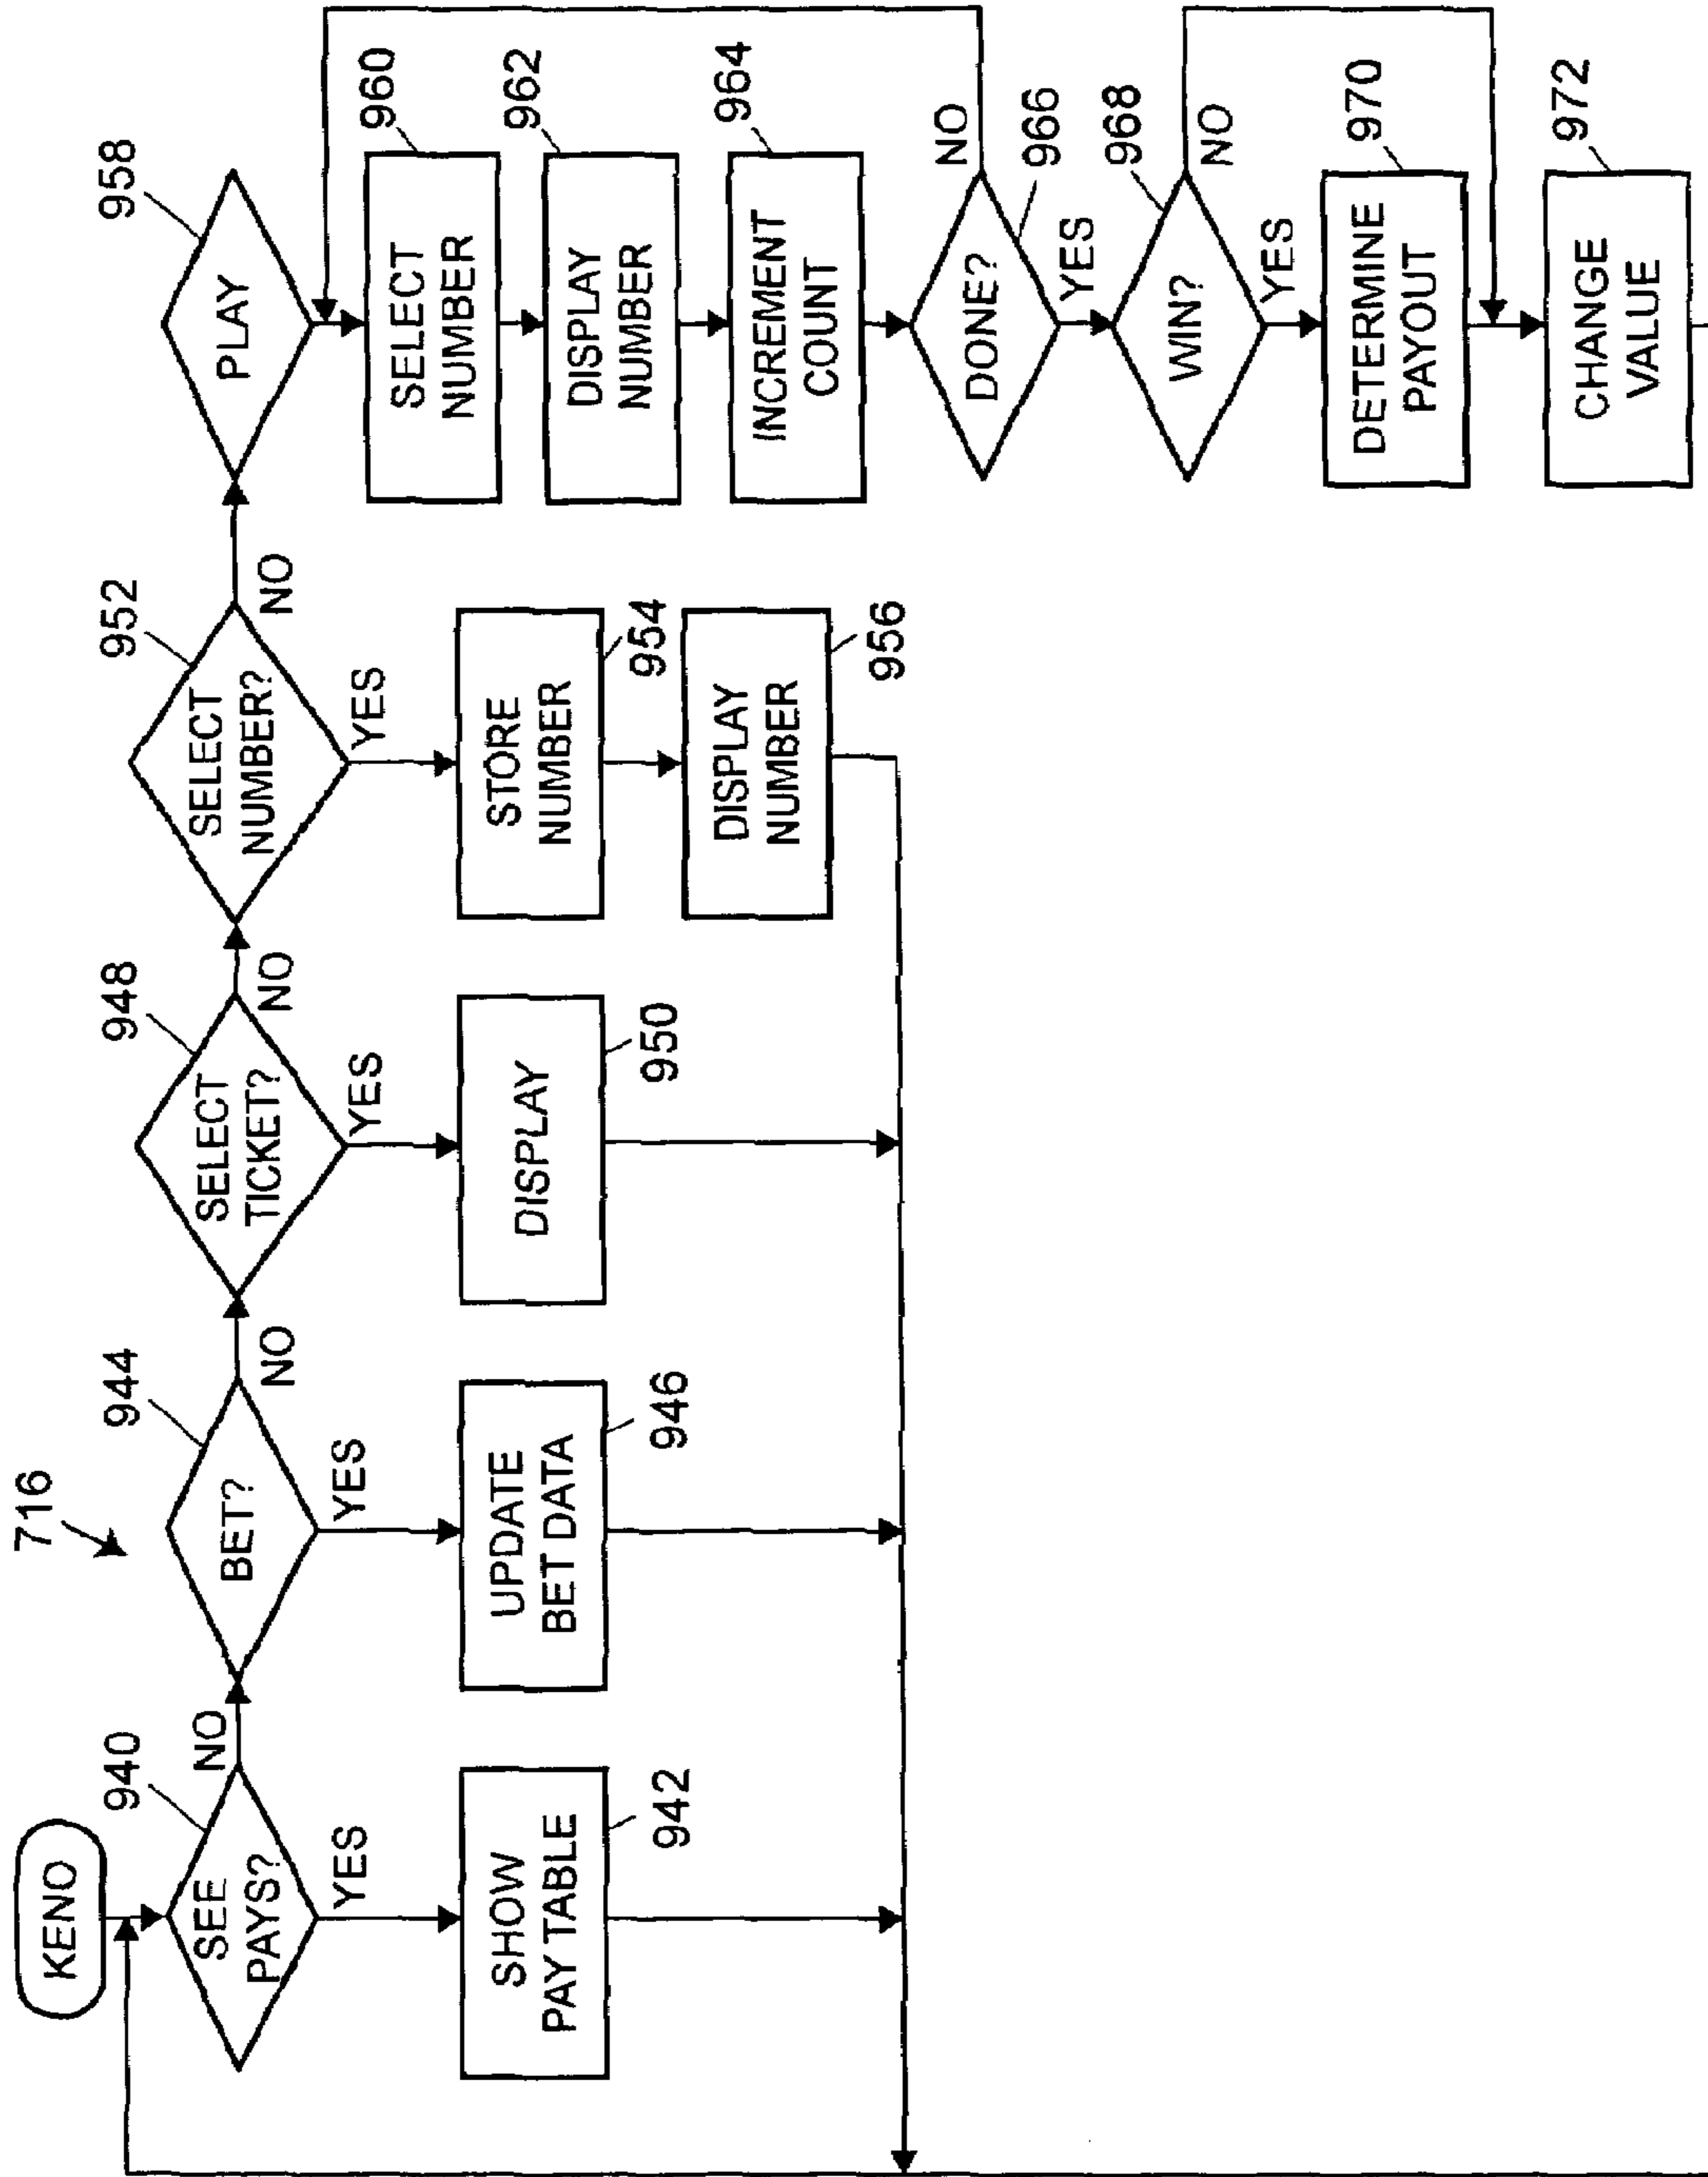 716
KENO
940
SEE
PAYS?
NO
YES
SHOW
PAY TABLE
942
944
BET?
NO
YES
UPDATE
BET DATA
946
948
SELECT
TICKET?
NO
YES
DISPLAY
950
952
SELECT
NUMBER?
NO
YES
STORE
NUMBER
954
DISPLAY
NUMBER
956
958
PLAY
SELECT
NUMBER
960
DISPLAY
NUMBER
962
INCREMENT
COUNT
964
DONE?
NO
966
YES
968
WIN?
NO
YES
DETERMINE
PAYOUT
970
CHANGE
VALUE
972